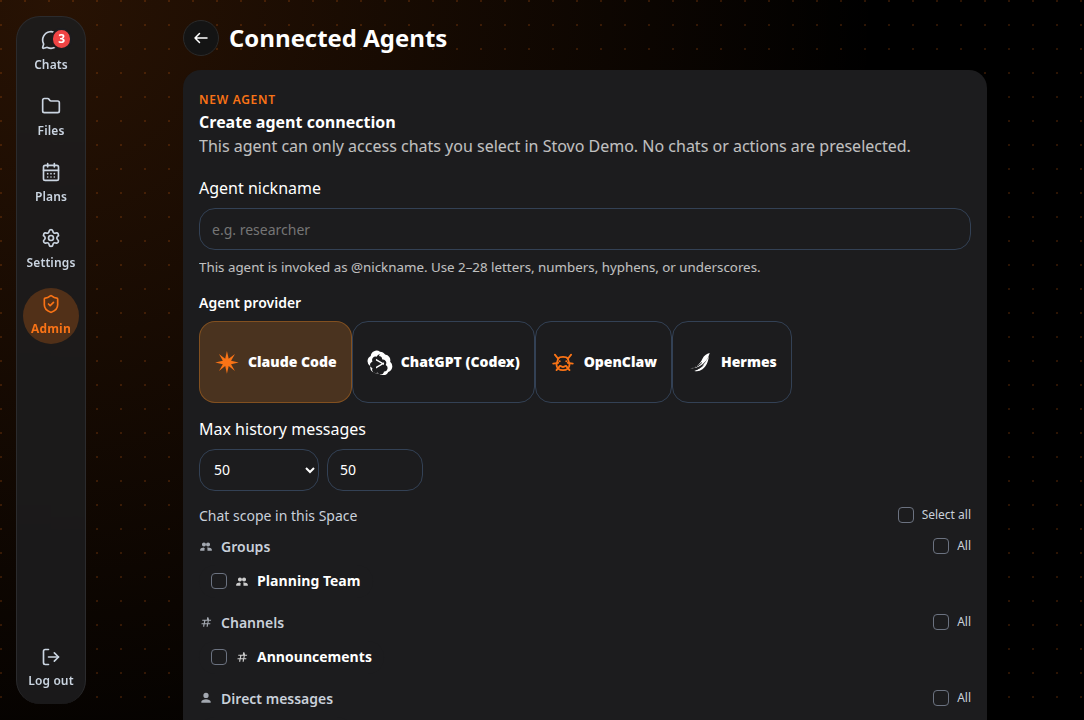 3
Chats
Files
Plans
Settings
Admin
Log out
Connected Agents
NEW AGENT
Create agent connection
This agent can only access chats you select in Stovo Demo. No chats or actions are preselected.
Agent nickname
e.g. researcher
This agent is invoked as @nickname. Use 2–28 letters, numbers, hyphens, or underscores.
Agent provider
Claude Code
ChatGPT (Codex)
OpenClaw
Hermes
Max history messages
50
50
Chat scope in this Space
Select all
Groups
All
Planning Team
Channels
All
Announcements
Direct messages
All